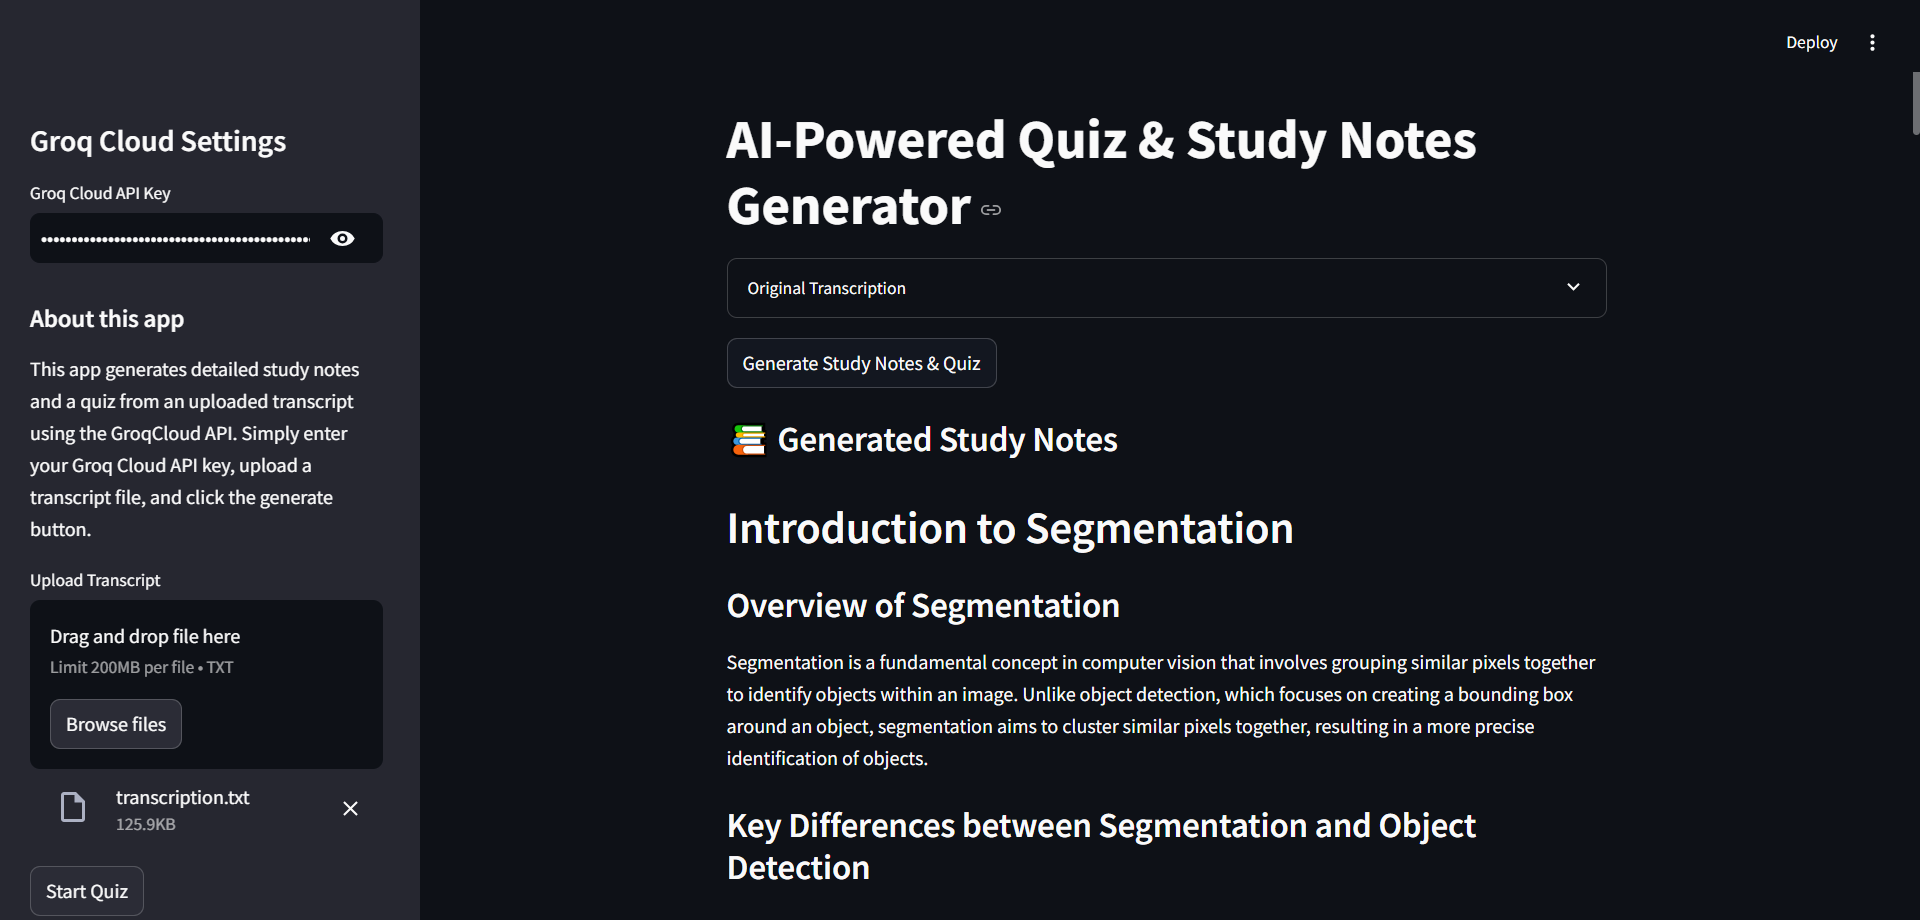 Deploy
Groq Cloud Settings
Groq Cloud API Key
About this app
This app generates detailed study notes
and a quiz from an uploaded transcript
using the GroqCloud API. Simply enter
your Groq Cloud API key, upload a
transcript file, and click the generate
button.
Upload Transcript
Drag and drop file here
Limit 200MB per file • TXT
Browse files
transcription.txt
125.9KB
Start Quiz
AI-Powered Quiz & Study Notes
Generator
Original Transcription
Generate Study Notes & Quiz
Generated Study Notes
Introduction to Segmentation
Overview of Segmentation
Segmentation is a fundamental concept in computer vision that involves grouping similar pixels together
to identify objects within an image. Unlike object detection, which focuses on creating a bounding box
around an object, segmentation aims to cluster similar pixels together, resulting in a more precise
identification of objects.
Key Differences between Segmentation and Object
Detection